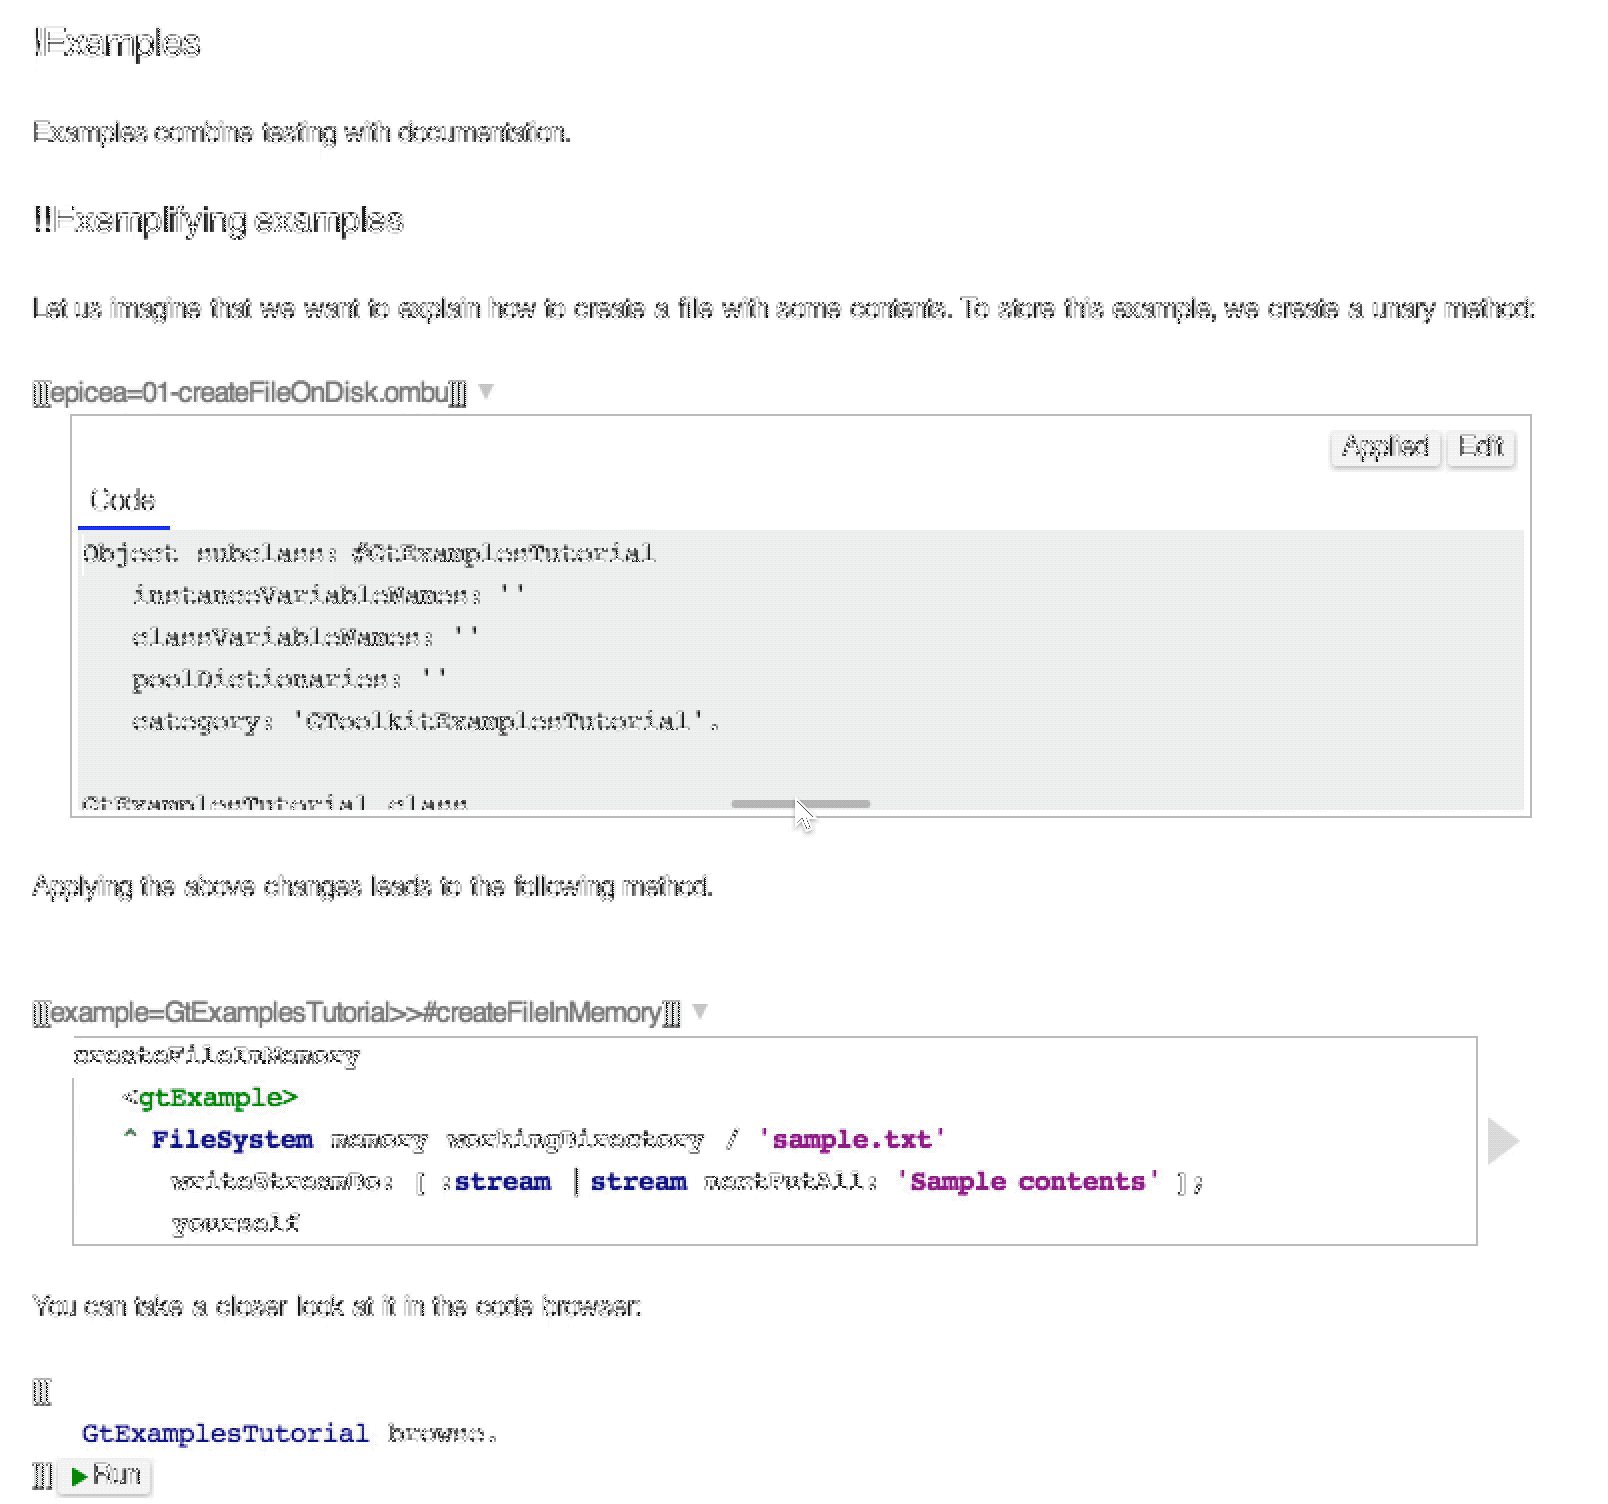 !Examples
Examples combine testing with documentation.
!!Exemplifying examples
Let us imagine that we want to explain how to create a file with some contents. To store this example, we create a unary method:
[[[epicea=01-createFileOnDisk.ombu]]]
Applied Edit
Code
Object subclass: #GtExamplesTutorial
instanceVariableNames: ''
classVariableNames: ''
poolDictionaries: ''
category: 'GToolkitExamplesTutorial'.
GtExamplesTutorial class
Applying the above changes leads to the following method.
[[[example=GtExamplesTutorial>>#createFileInMemory]]]
createFileInMemory
<gtExample>
^ FileSystem memory workingDirectory / 'sample.txt'
writeStreamDo: [ :stream | stream nextPutAll: 'Sample contents' ];
yourself
You can take a closer look at it in the code browser:
[[[
GtExamplesTutorial browse.
]]] Run